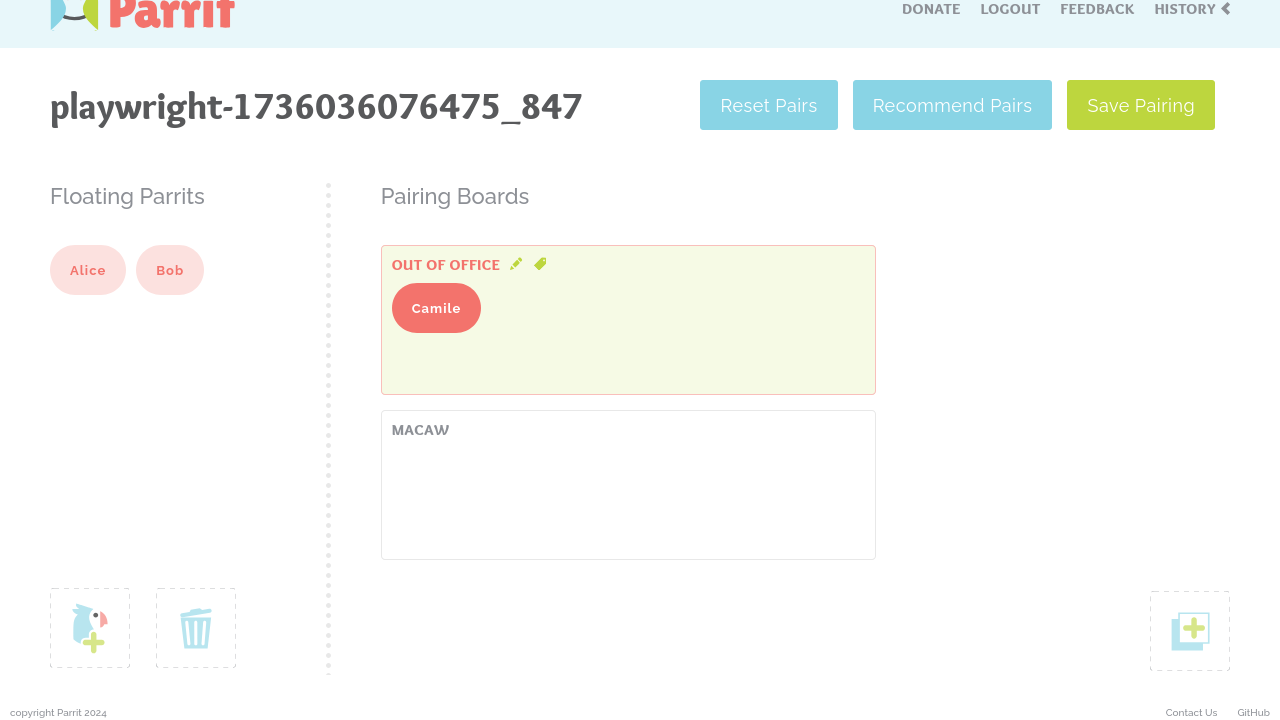 Parrit
DONATE LOGOUT FEEDBACK HISTORY
playwright-1736036076475_847
Reset Pairs
Recommend Pairs
Save Pairing
Floating Parrits
Pairing Boards
Alice
Bob
OUT OF OFFICE
Camile
MACAW
copyright Parrit 2024
Contact Us
GitHub